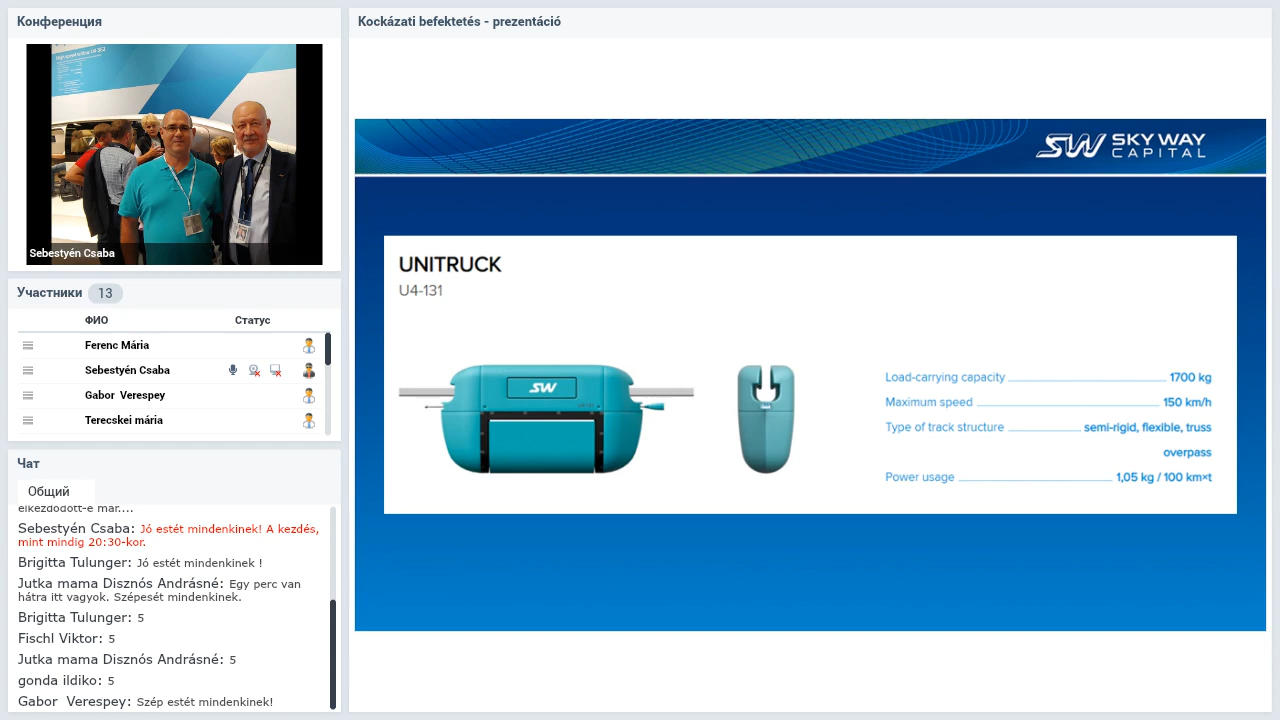 Конференция
Sebestyén Csaba
Участники 13
ФИО Статус
Ferenc Mária
Sebestyén Csaba
Gabor Verespey
Terecskei mária
Чат
Общий
elkezdődött-e már....
Sebestyén Csaba: Jó estét mindenkinek! A kezdés,
mint mindig 20:30-kor.
Brigitta Tulunger: Jó estét mindenkinek !
Jutka mama Disznós Andrásné: Egy perc van
hátra itt vagyok. Szépesét mindenkinek.
Brigitta Tulunger: 5
Fischl Viktor: 5
Jutka mama Disznós Andrásné: 5
gonda ildiko: 5
Gabor Verespey: Szép estét mindenkinek!
Kockázati befektetés - prezentáció
SW SKY WAY
CAPITAL
UNITRUCK
U4-131
SW
Load-carrying capacity 1700 kg
Maximum speed 150 km/h
Type of track structure semi-rigid, flexible, truss
overpass
Power usage 1,05 kg / 100 km×t